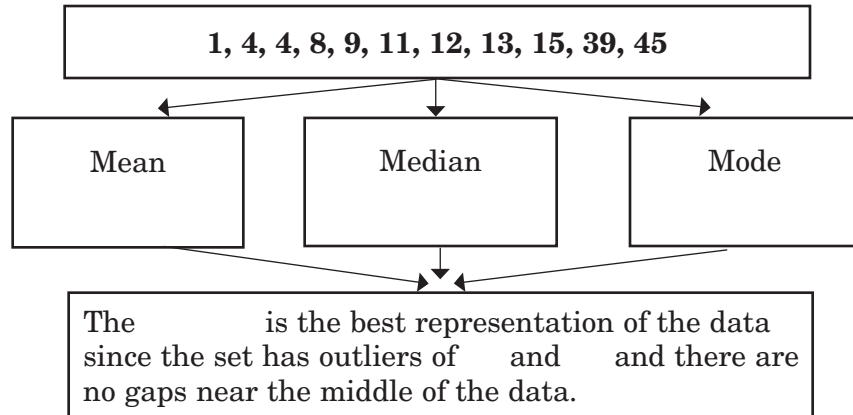 1, 4, 4, 8, 9, 11, 12, 13, 15, 39, 45
Mean
Median
Mode
The is the best representation of the data
since the set has outliers of and and there are
no gaps near the middle of the data.